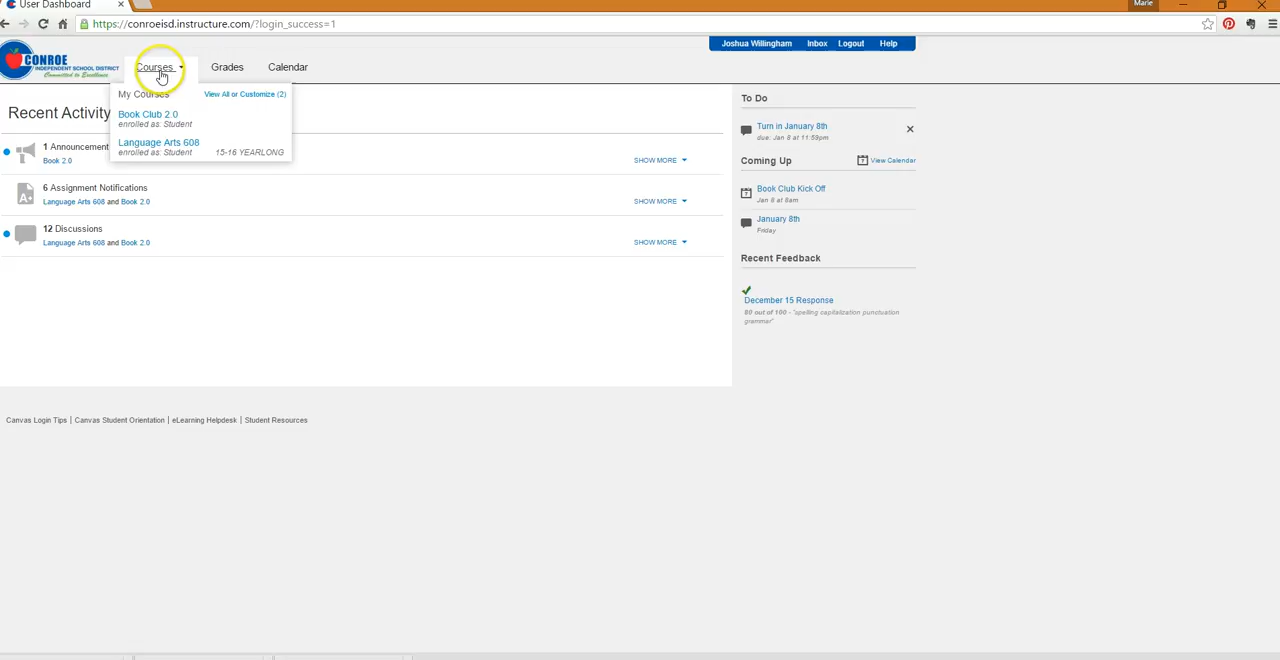 User Dashboard
Marie
https://conroeisd.instructure.com/?login_success=1
Joshua Willingham Inbox Logout Help
CONROE
INDEPENDENT SCHOOL DISTRICT
Committed to Excellence
Courses Grades Calendar
My Courses View All or Customize (2)
Book Club 2.0
enrolled as: Student
Language Arts 608
enrolled as: Student 15-16 YEARLONG
Recent Activity
1 Announcement
Book 2.0
SHOW MORE
6 Assignment Notifications
Language Arts 608 and Book 2.0
SHOW MORE
12 Discussions
Language Arts 608 and Book 2.0
SHOW MORE
To Do
Turn in January 8th
due: Jan 8 at 11:59pm
Coming Up View Calendar
Book Club Kick Off
Jan 8 at 8am
January 8th
Friday
Recent Feedback
December 15 Response
80 out of 100 - "spelling capitalization punctuation
grammar"
Canvas Login Tips | Canvas Student Orientation | eLearning Helpdesk | Student Resources